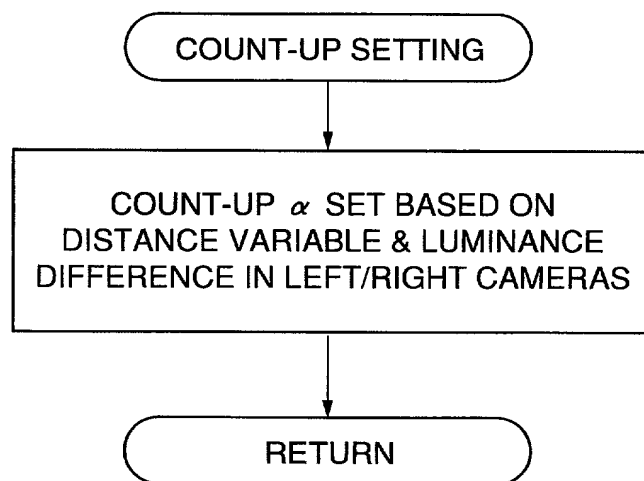 COUNT-UP SETTING
COUNT-UP α SET BASED ON
DISTANCE VARIABLE & LUMINANCE
DIFFERENCE IN LEFT/RIGHT CAMERAS
RETURN